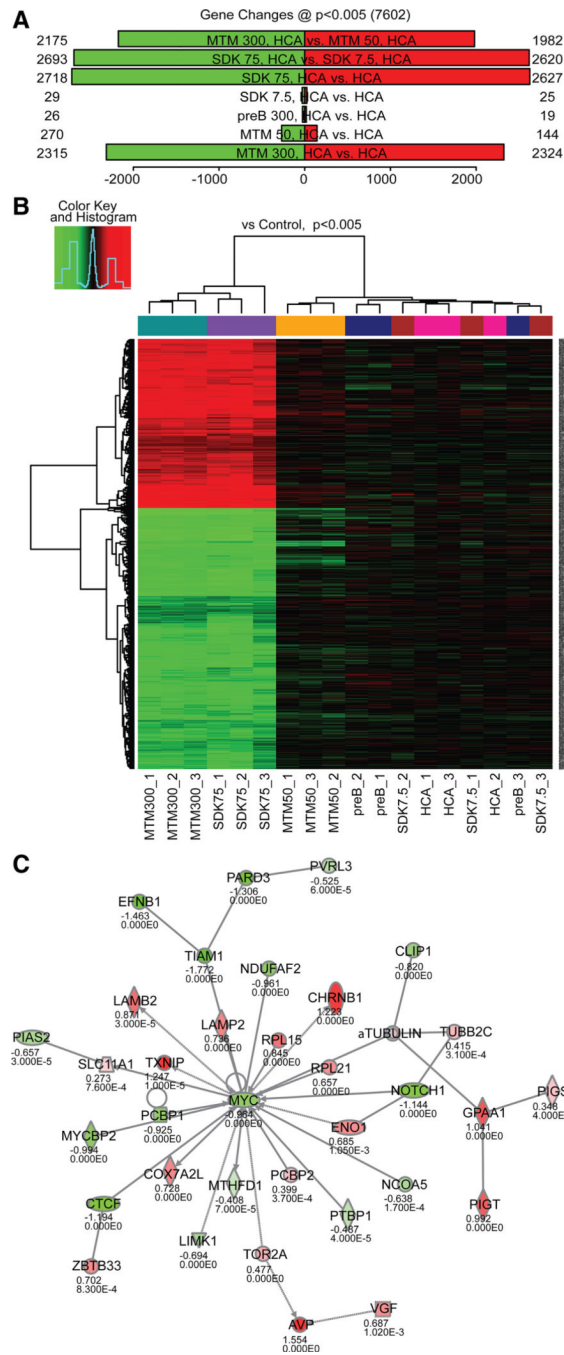 A
Gene Changes @ p<0.005 (7602)
2175 MTM 300, HCA vs. MTM 50, HCA 1982
2693 SDK 75, HCA vs. SDK 7.5, HCA 2620
2718 SDK 75, HCA vs. HCA 2627
29 SDK 7.5, HCA vs. HCA 25
26 preB 300, HCA vs. HCA 19
270 MTM 50, HCA vs. HCA 144
2315 MTM 300, HCA vs. HCA 2324
-2000 -1000 0 1000 2000
B
Color Key
and Histogram
vs Control, p<0.005
MTM300_1
MTM300_2
MTM300_3
SDK75_1
SDK75_2
SDK75_3
MTM50_1
MTM50_3
MTM50_2
preB_2
preB_1
SDK7.5_2
HCA_1
HCA_3
SDK7.5_1
HCA_2
preB_3
SDK7.5_3
C
PVRL3
-0.525
6.000E-5
PARD3
-1.306
0.000E0
EFNB1
-1.463
0.000E0
TIAM1
-1.772
0.000E0
NDUFAF2
-0.961
0.000E0
CLIP1
-0.820
0.000E0
LAMB2
0.871
3.000E-5
LAMP2
0.736
0.000E0
CHRNB1
1.223
0.000E0
PIAS2
-0.657
3.000E-5
SLC11A1
0.273
7.600E-4
TXNIP
1.247
1.000E-5
RPL15
0.845
0.000E0
aTUBULIN
TUBB2C
0.415
3.100E-4
RPL21
0.657
0.000E0
MYC
-0.984
0.000E0
NOTCH1
-1.144
0.000E0
PIGS
0.348
4.000E-
GPAA1
1.041
0.000E0
PCBP1
-0.925
0.000E0
MYCBP2
-0.994
0.000E0
ENO1
0.685
1.050E-3
COX7A2L
0.728
0.000E0
MTHFD1
-0.408
7.000E-5
PCBP2
0.399
3.700E-4
NCOA5
-0.638
1.700E-4
PIGT
0.992
0.000E0
CTCF
-1.194
0.000E0
PTBP1
-0.487
4.000E-5
LIMK1
-0.694
0.000E0
TOR2A
0.477
0.000E0
ZBTB33
0.702
8.300E-4
AVP
1.554
0.000E0
VGF
0.687
1.020E-3